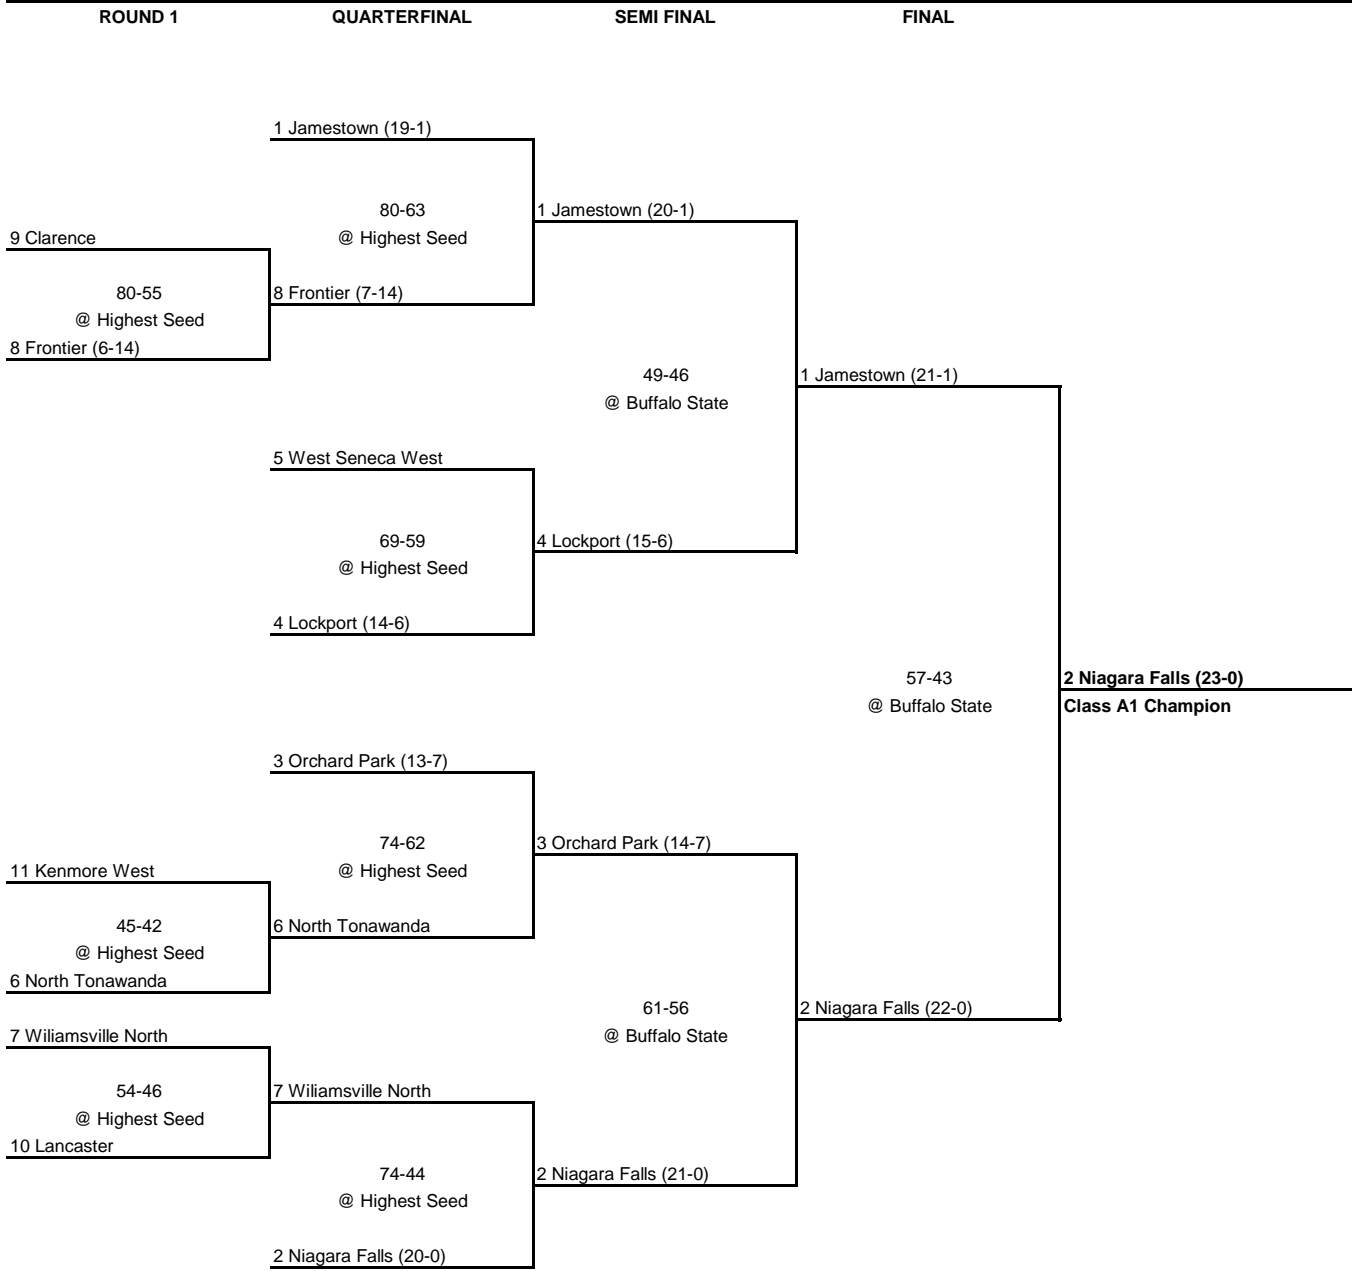 ROUND 1 QUARTERFINAL SEMI FINAL FINAL
1 Jamestown (19-1)
80-63 1 Jamestown (20-1)
9 Clarence @ Highest Seed
80-55 8 Frontier (7-14)
@ Highest Seed
8 Frontier (6-14)
49-46 1 Jamestown (21-1)
@ Buffalo State
5 West Seneca West
69-59 4 Lockport (15-6)
@ Highest Seed
4 Lockport (14-6)
57-43 2 Niagara Falls (23-0)
@ Buffalo State Class A1 Champion
3 Orchard Park (13-7)
74-62 3 Orchard Park (14-7)
11 Kenmore West @ Highest Seed
45-42 6 North Tonawanda
@ Highest Seed
6 North Tonawanda
61-56 2 Niagara Falls (22-0)
7 Wiliamsville North @ Buffalo State
54-46 7 Wiliamsville North
@ Highest Seed
10 Lancaster
74-44 2 Niagara Falls (21-0)
@ Highest Seed
2 Niagara Falls (20-0)